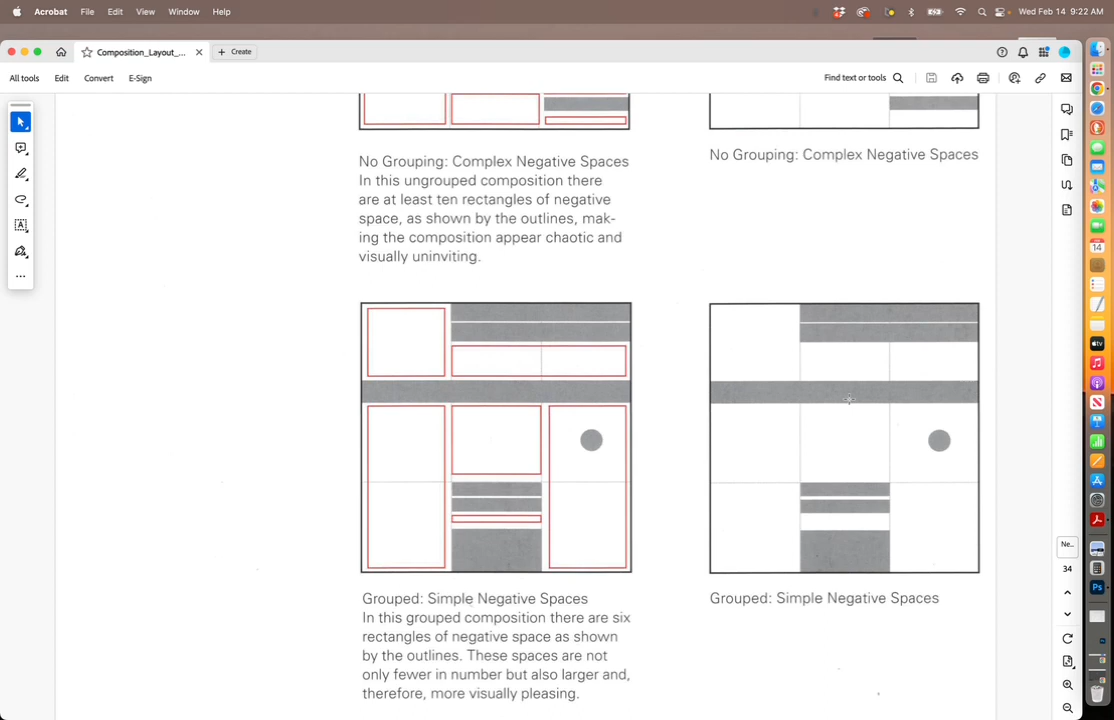 Acrobat File Edit View Window Help
Wed Feb 14 9:22 AM
Composition_Layout_...
+ Create
All tools Edit Convert E-Sign
Find text or tools
No Grouping: Complex Negative Spaces
In this ungrouped composition there
are at least ten rectangles of negative
space, as shown by the outlines, mak-
ing the composition appear chaotic and
visually uninviting.
No Grouping: Complex Negative Spaces
Grouped: Simple Negative Spaces
In this grouped composition there are six
rectangles of negative space as shown
by the outlines. These spaces are not
only fewer in number but also larger and,
therefore, more visually pleasing.
Grouped: Simple Negative Spaces
Ne...
34